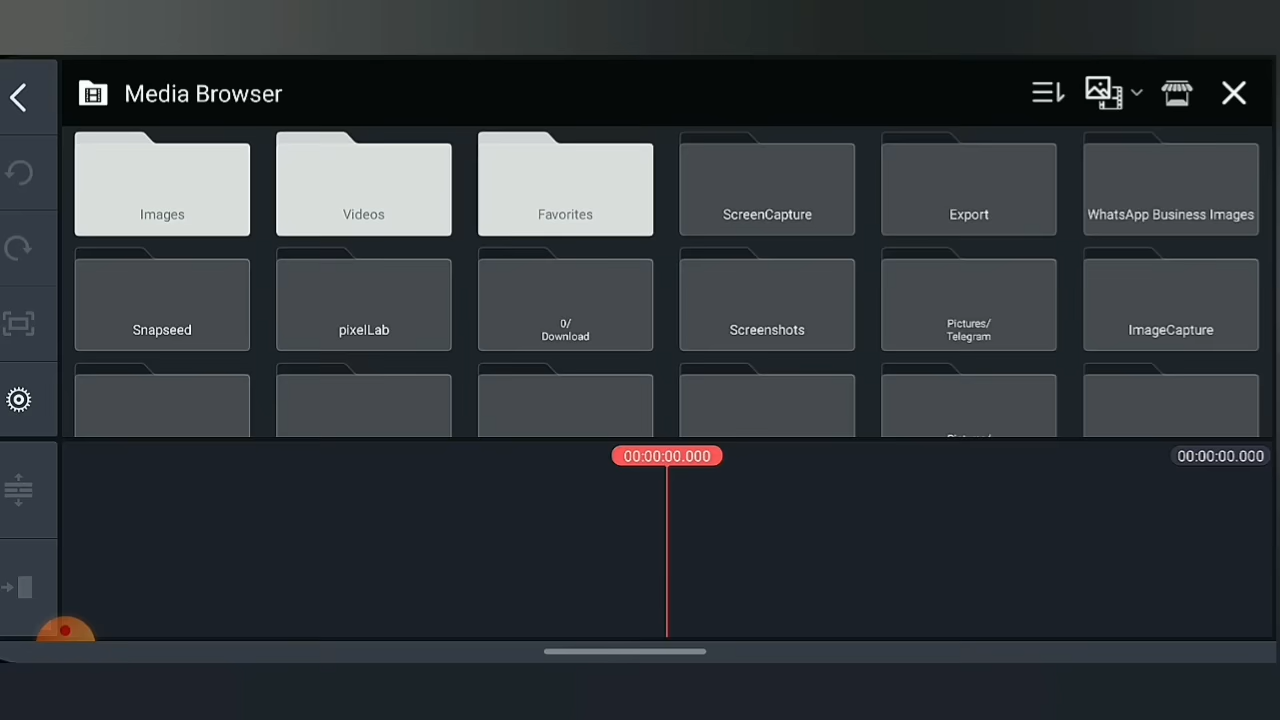 Media Browser
Images
Videos
Favorites
ScreenCapture
Export
WhatsApp Business Images
Snapseed
pixelLab
0/
Download
Screenshots
Pictures/
Telegram
ImageCapture
00:00:00.000
00:00:00.000